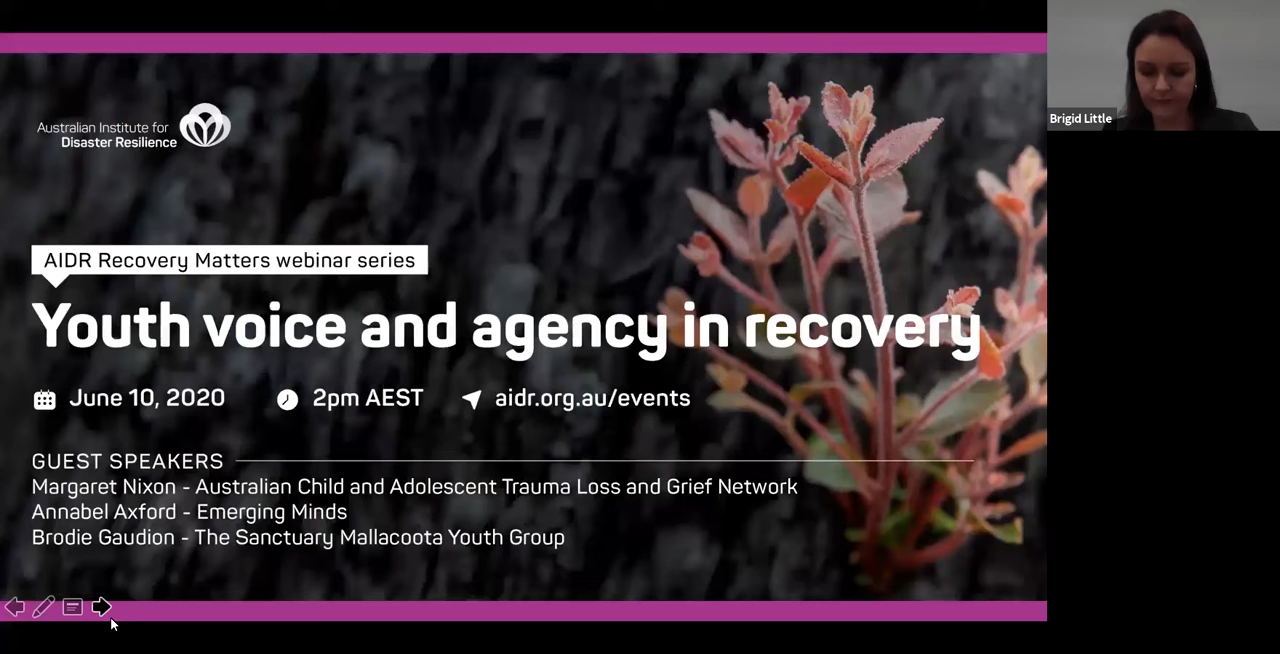 Australian Institute for
Disaster Resilience
Brigid Little
AIDR Recovery Matters webinar series
Youth voice and agency in recovery
June 10, 2020 2pm AEST aidr.org.au/events
GUEST SPEAKERS
Margaret Nixon - Australian Child and Adolescent Trauma Loss and Grief Network
Annabel Axford - Emerging Minds
Brodie Gaudion - The Sanctuary Mallacoota Youth Group